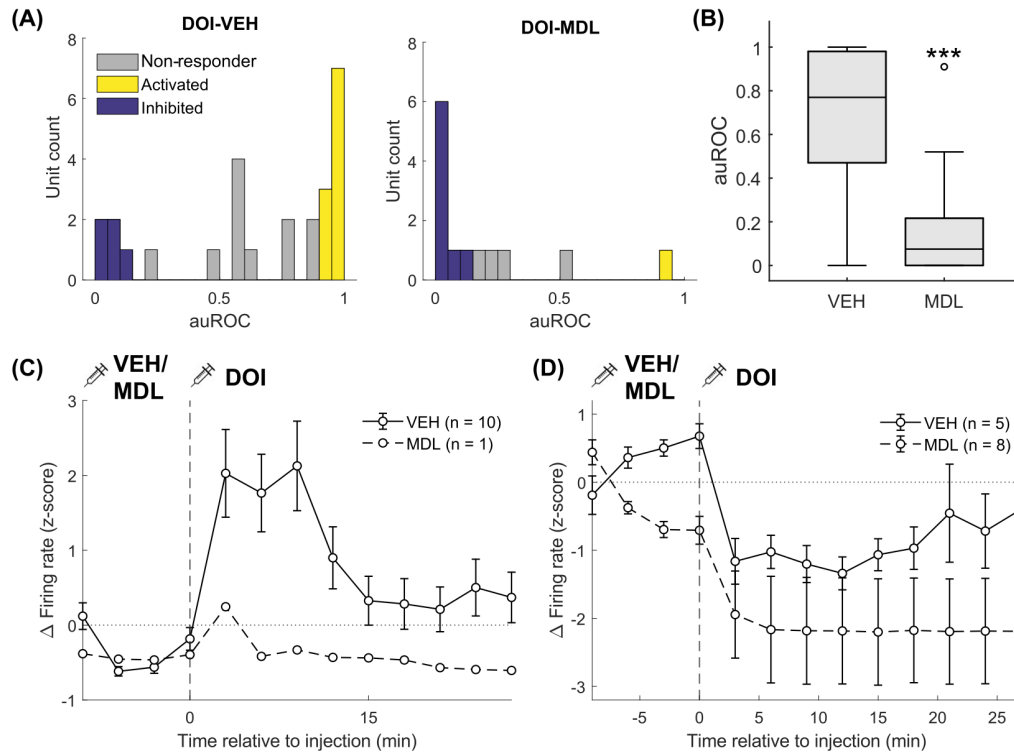 (A)
DOI-VEH
8
6
4
2
0
Unit count
Non-responder
Activated
Inhibited
0
0.5
1
auROC
DOI-MDL
8
6
4
2
0
Unit count
0
0.5
1
auROC
(B)
1
0.8
0.6
0.4
0.2
0
auROC
***
VEH
MDL
(C)
VEH/
MDL
DOI
3
2
1
0
-1
Δ Firing rate (z-score)
VEH (n = 10)
MDL (n = 1)
0
15
Time relative to injection (min)
(D)
VEH/
MDL
DOI
1
0
-1
-2
-3
Δ Firing rate (z-score)
VEH (n = 5)
MDL (n = 8)
-5
0
5
10
15
20
25
Time relative to injection (min)